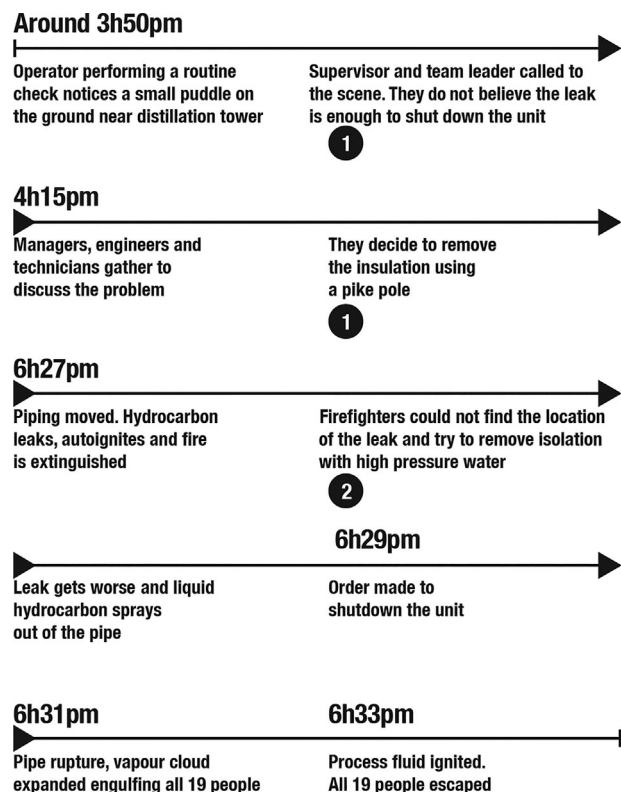 Around 3h50pm
Operator performing a routine
check notices a small puddle on
the ground near distillation tower
Supervisor and team leader called to
the scene. They do not believe the leak
is enough to shut down the unit
1
4h15pm
Managers, engineers and
technicians gather to
discuss the problem
They decide to remove
the insulation using
a pike pole
1
6h27pm
Piping moved. Hydrocarbon
leaks, autoignites and fire
is extinguished
Firefighters could not find the location
of the leak and try to remove isolation
with high pressure water
2
Leak gets worse and liquid
hydrocarbon sprays
out of the pipe
6h29pm
Order made to
shutdown the unit
6h31pm
Pipe rupture, vapour cloud
expanded engulfing all 19 people
6h33pm
Process fluid ignited.
All 19 people escaped